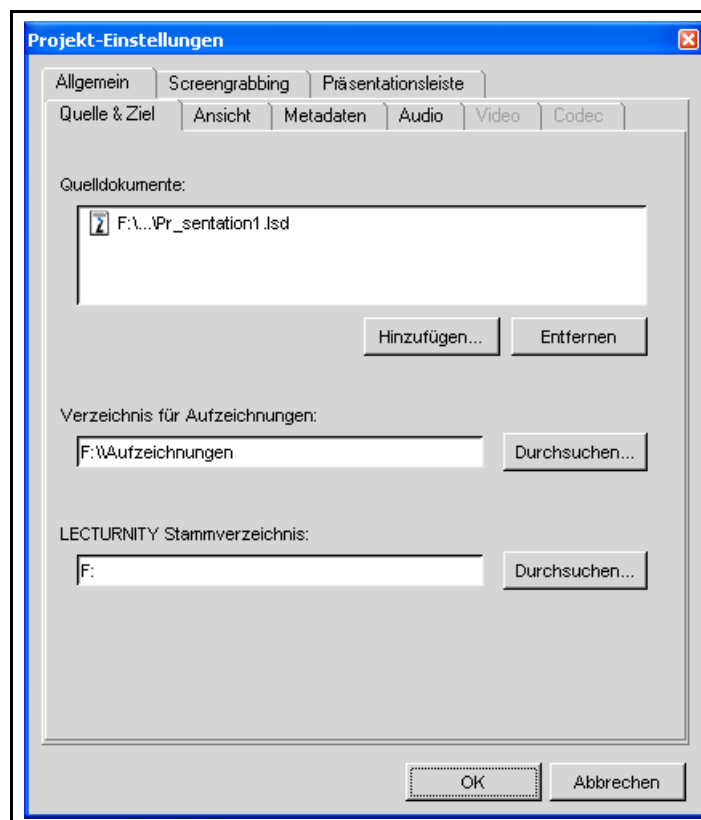 Projekt-Einstellungen
Allgemein Screengrabbing Präsentationsleiste
Quelle & Ziel Ansicht Metadaten Audio Video Codec
Quelldokumente:
F:\...\Pr_sentation1.lsd
Hinzufügen... Entfernen
Verzeichnis für Aufzeichnungen:
F:\\Aufzeichnungen Durchsuchen...
LECTURNITY Stammverzeichnis:
F: Durchsuchen...
OK Abbrechen